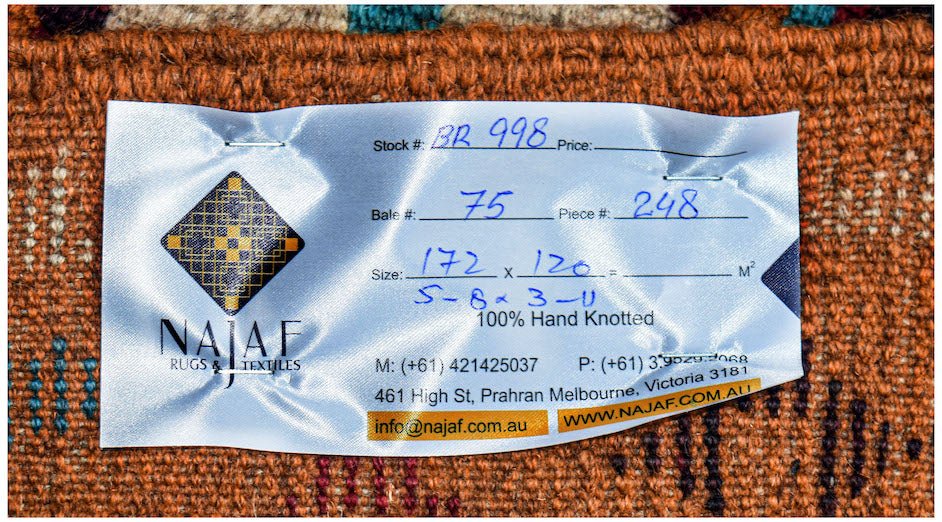 Stock #: BR 998 Price:
Bale #: 75 Piece #: 248
Size: 172 x 120 = M²
5-8 x 3-11
100% Hand Knotted
NAJAF
RUGS & TEXTILES
M: (+61) 421425037 P: (+61) 3
461 High St, Prahran Melbourne, Victoria 3181
info@najaf.com.au WWW.NAJAF.COM.AU